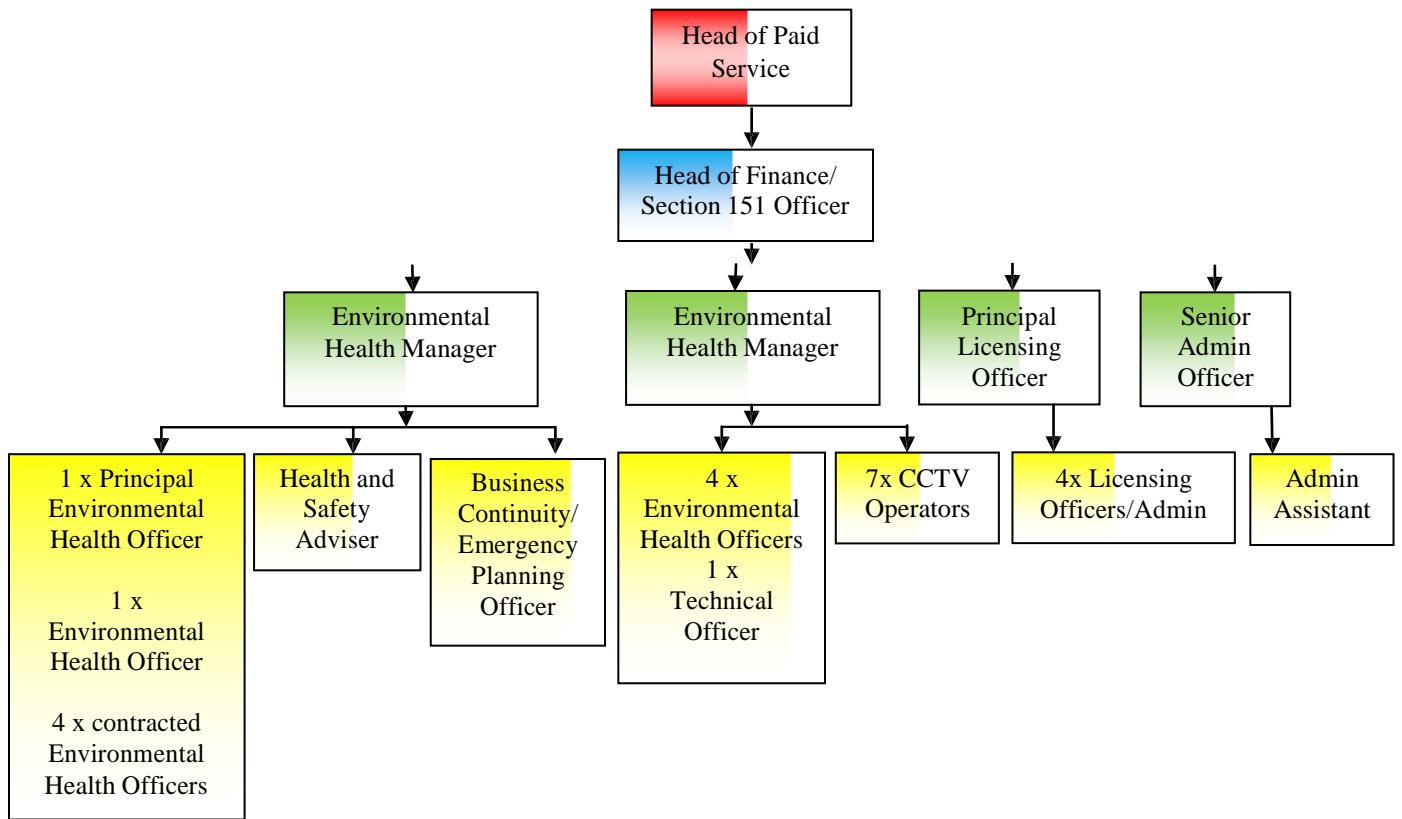 Head of Paid
Service
Head of Finance/
Section 151 Officer
Environmental
Health Manager
Environmental
Health Manager
Principal
Licensing
Officer
Senior
Admin
Officer
1 x Principal
Environmental
Health Officer
1 x
Environmental
Health Officer
4 x contracted
Environmental
Health Officers
Health and
Safety
Adviser
Business
Continuity/
Emergency
Planning
Officer
4 x
Environmental
Health Officers
1 x
Technical
Officer
7x CCTV
Operators
4x Licensing
Officers/Admin
Admin
Assistant